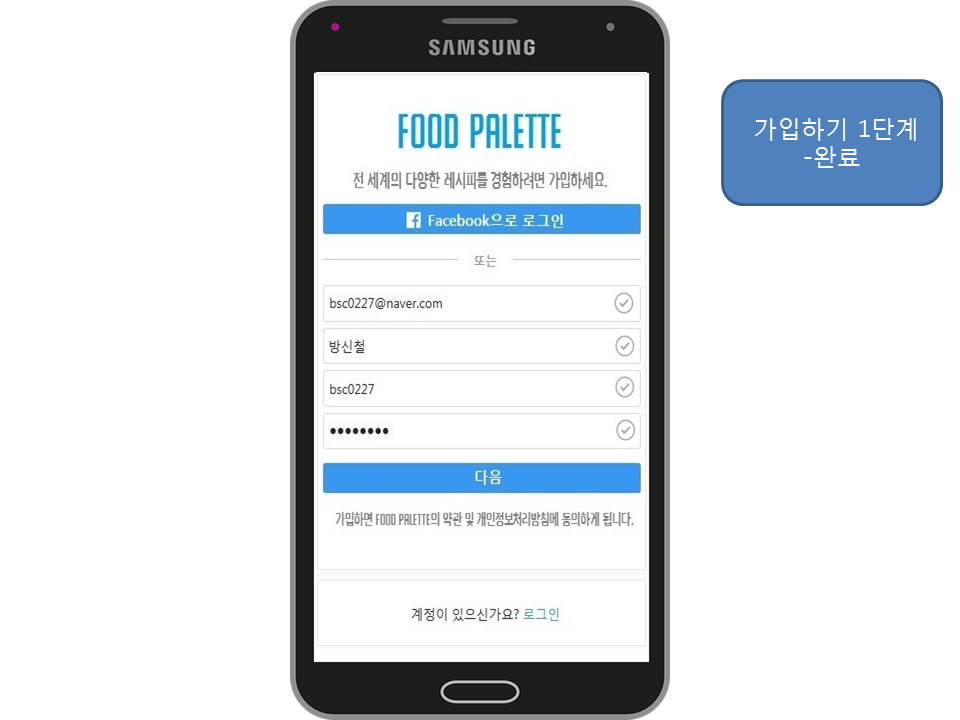 SAMSUNG
FOOD PALETTE
전 세계의 다양한 레시피를 경험하려면 가입하세요.
Facebook으로 로그인
또는
bsc0227@naver.com
방신철
bsc0227
••••••••
다음
가입하면 FOOD PALETTE의 약관 및 개인정보처리방침에 동의하게 됩니다.
계정이 있으신가요? 로그인
가입하기 1단계
-완료